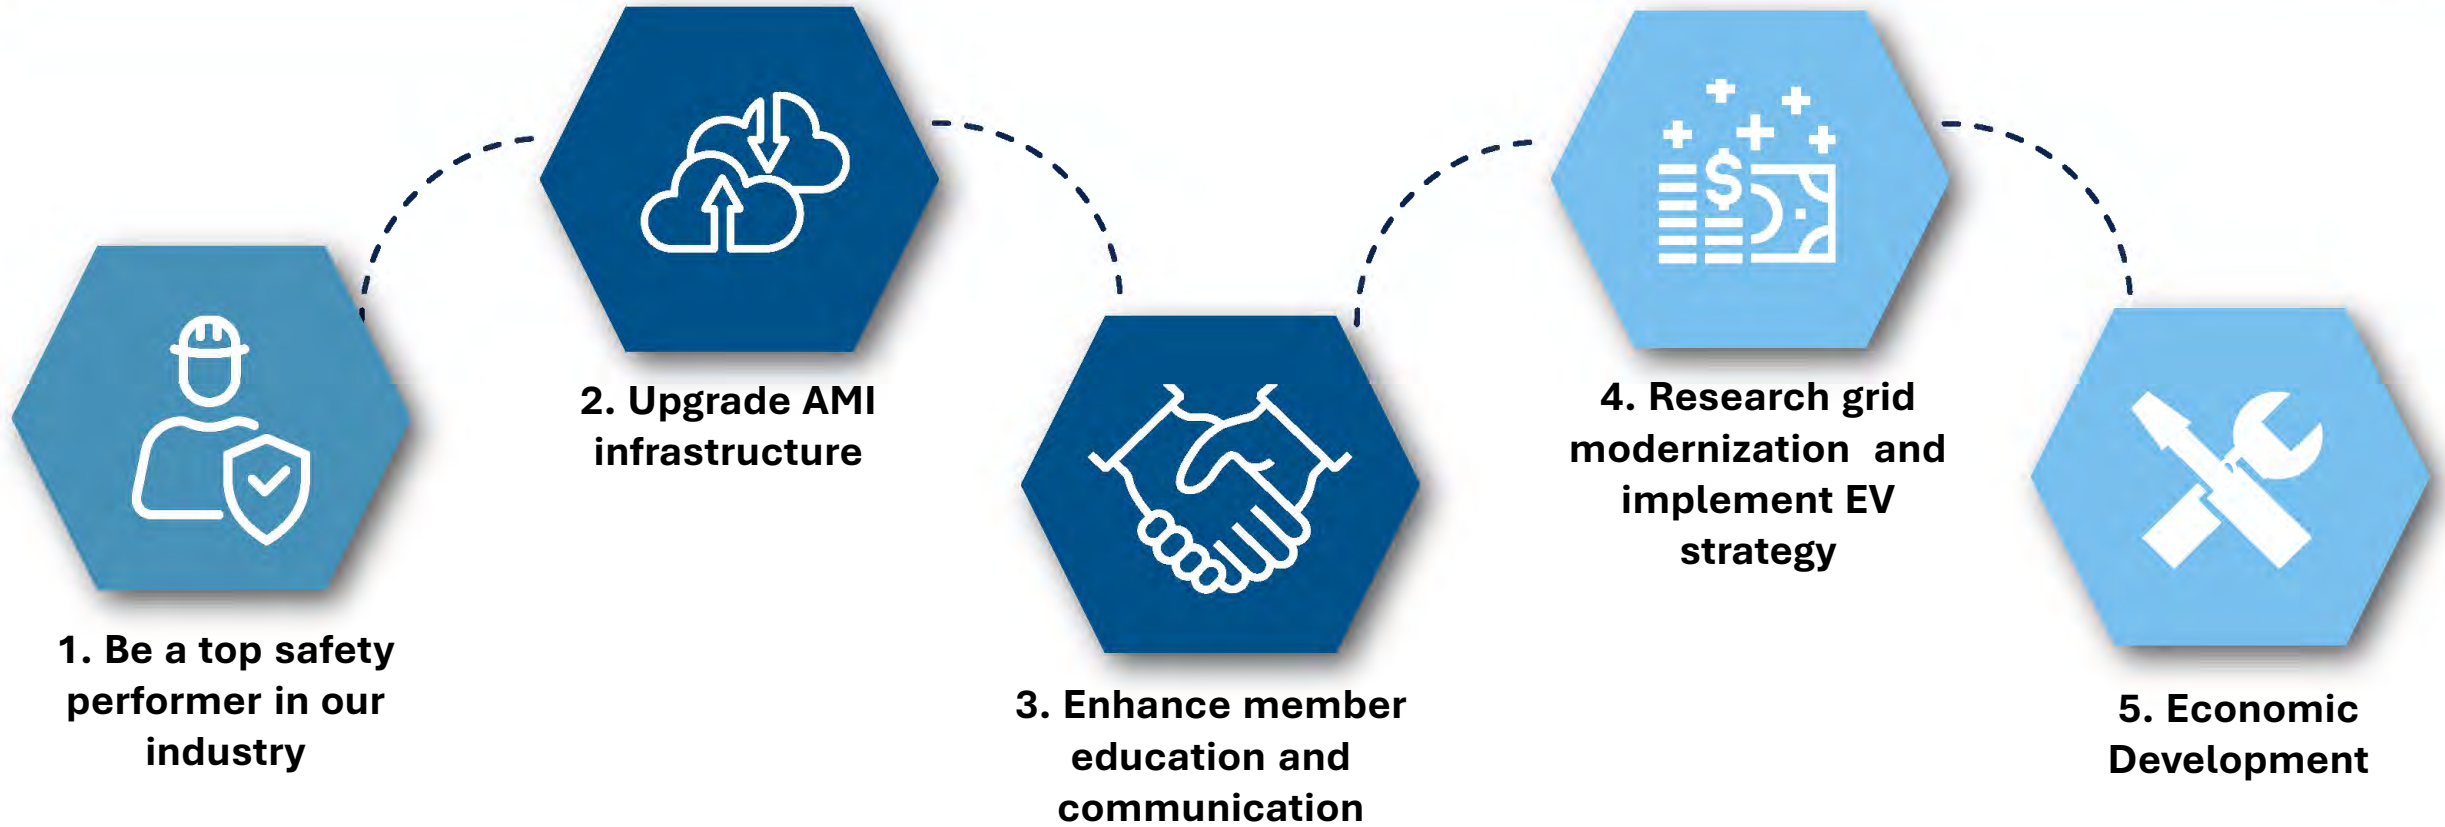 1. Be a top safety
performer in our
industry
2. Upgrade AMI
infrastructure
3. Enhance member
education and
communication
4. Research grid
modernization  and
implement EV
strategy
5. Economic
Development